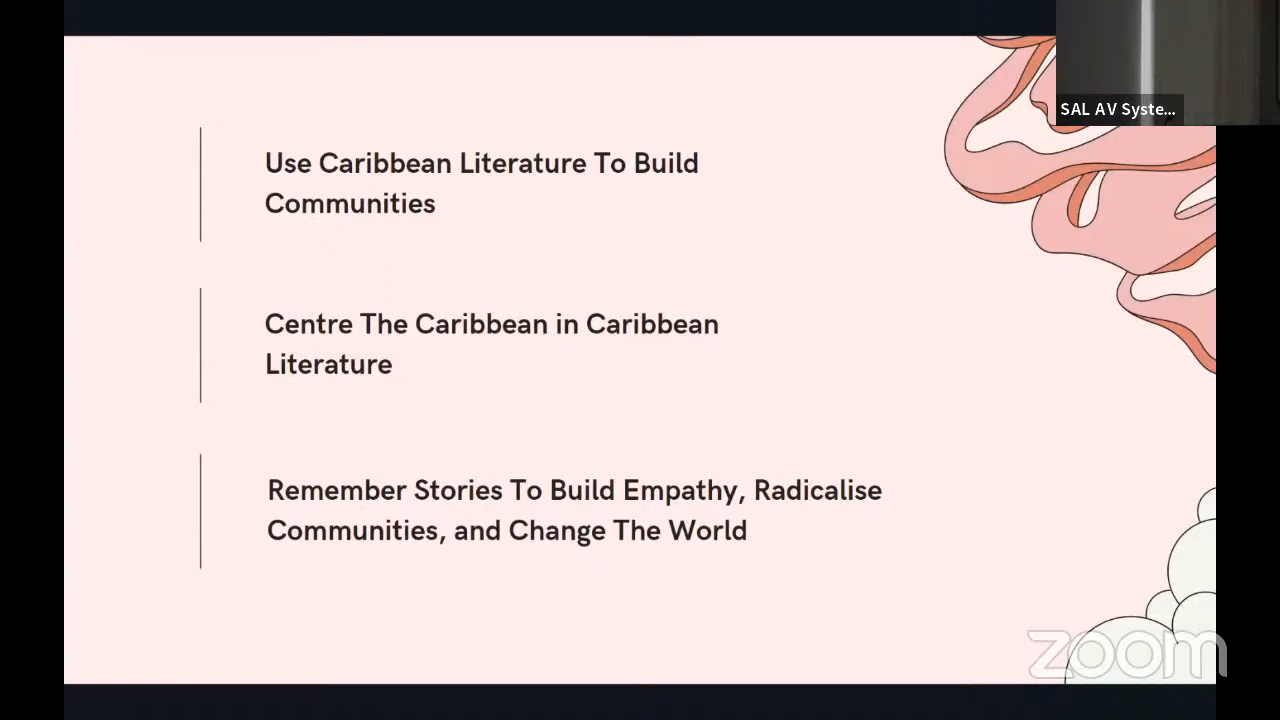 SAL AV Syste...
Use Caribbean Literature To Build
Communities
Centre The Caribbean in Caribbean
Literature
Remember Stories To Build Empathy, Radicalise
Communities, and Change The World
zoom